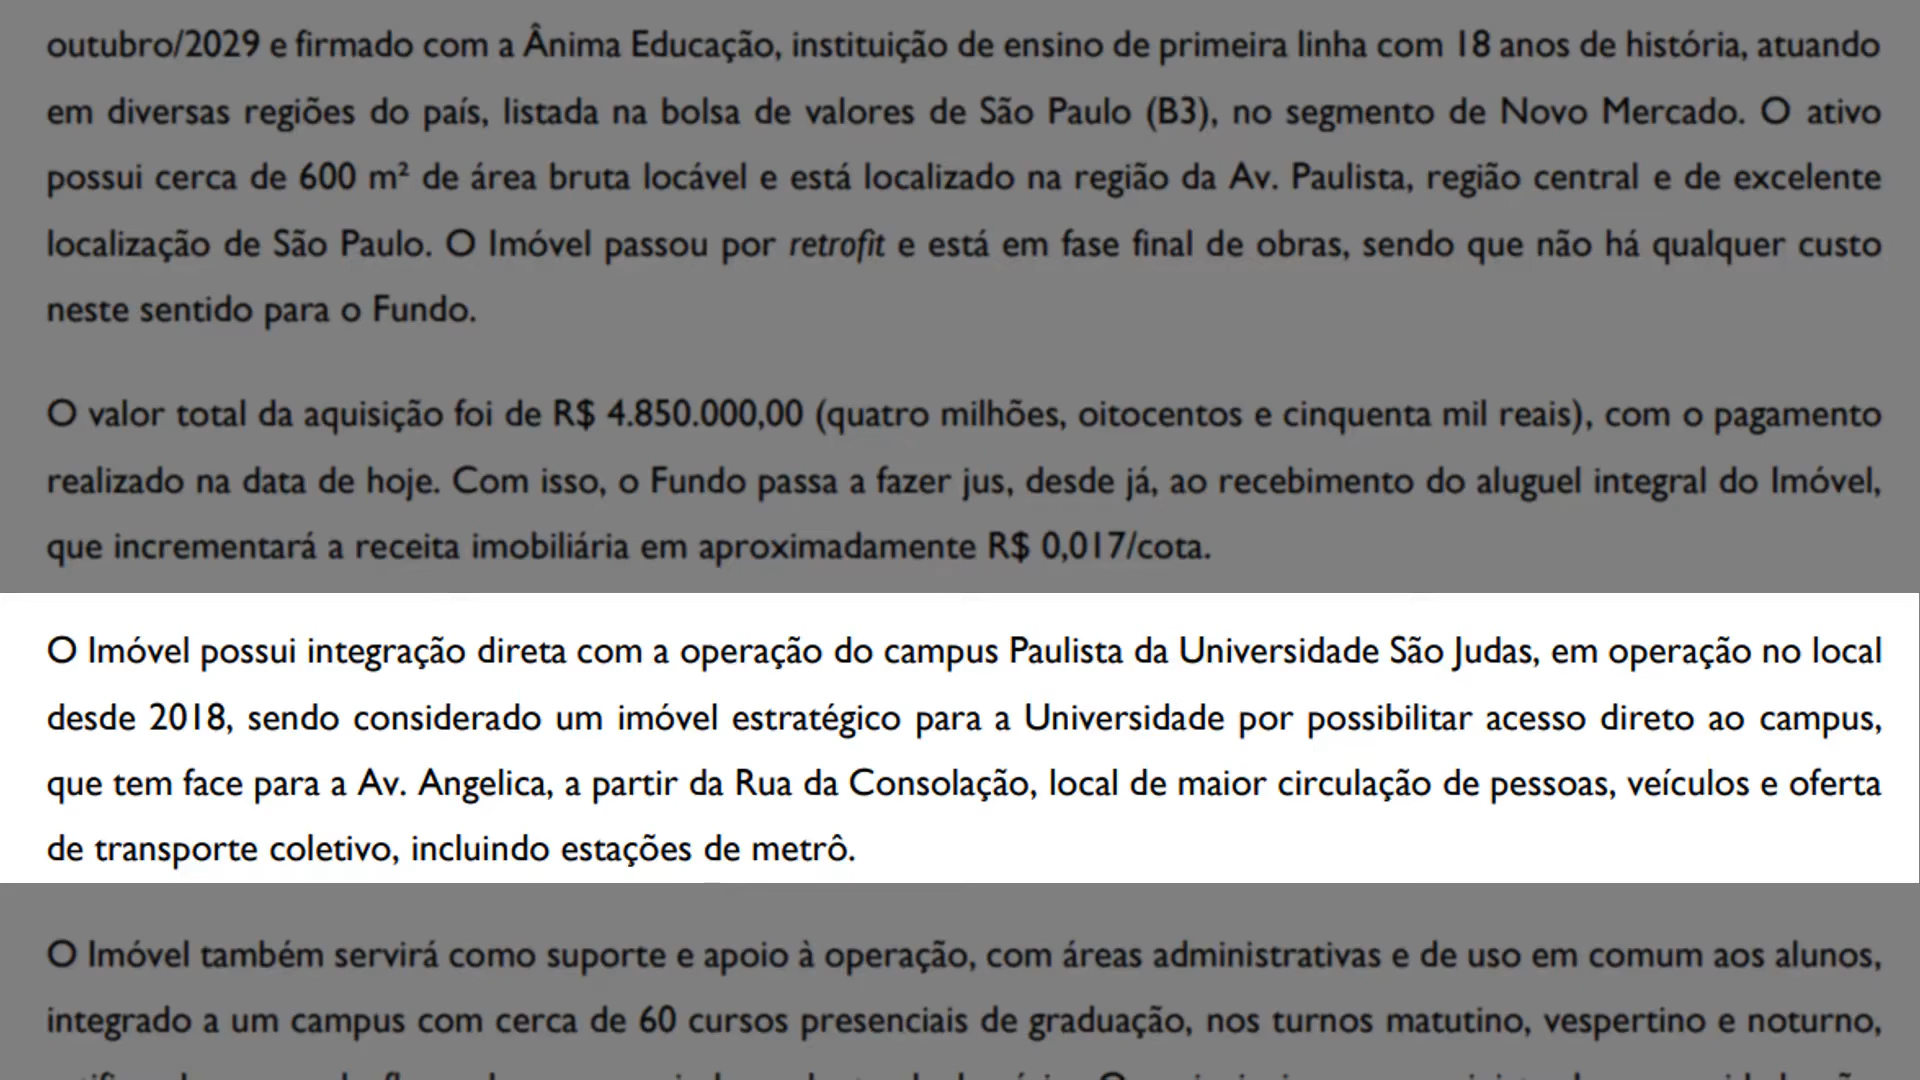 outubro/2029 e firmado com a Ânima Educação, instituição de ensino de primeira linha com 18 anos de história, atuando
em diversas regiões do país, listada na bolsa de valores de São Paulo (B3), no segmento de Novo Mercado. O ativo
possui cerca de 600 m² de área bruta locável e está localizado na região da Av. Paulista, região central e de excelente
localização de São Paulo. O Imóvel passou por retrofit e está em fase final de obras, sendo que não há qualquer custo
neste sentido para o Fundo.
O valor total da aquisição foi de R$ 4.850.000,00 (quatro milhões, oitocentos e cinquenta mil reais), com o pagamento
realizado na data de hoje. Com isso, o Fundo passa a fazer jus, desde já, ao recebimento do aluguel integral do Imóvel,
que incrementará a receita imobiliária em aproximadamente R$ 0,017/cota.
O Imóvel possui integração direta com a operação do campus Paulista da Universidade São Judas, em operação no local
desde 2018, sendo considerado um imóvel estratégico para a Universidade por possibilitar acesso direto ao campus,
que tem face para a Av. Angelica, a partir da Rua da Consolação, local de maior circulação de pessoas, veículos e oferta
de transporte coletivo, incluindo estações de metrô.
O Imóvel também servirá como suporte e apoio à operação, com áreas administrativas e de uso em comum aos alunos,
integrado a um campus com cerca de 60 cursos presenciais de graduação, nos turnos matutino, vespertino e noturno,